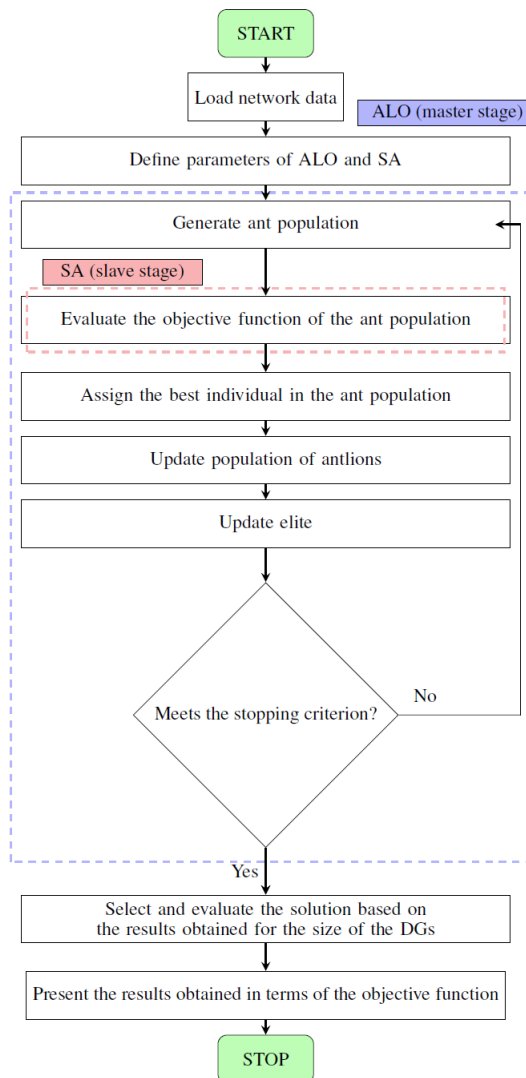 START
Load network data
ALO (master stage)
Define parameters of ALO and SA
Generate ant population
SA (slave stage)
Evaluate the objective function of the ant population
Assign the best individual in the ant population
Update population of antlions
Update elite
Meets the stopping criterion?
No
Yes
Select and evaluate the solution based on
the results obtained for the size of the DGs
Present the results obtained in terms of the objective function
STOP